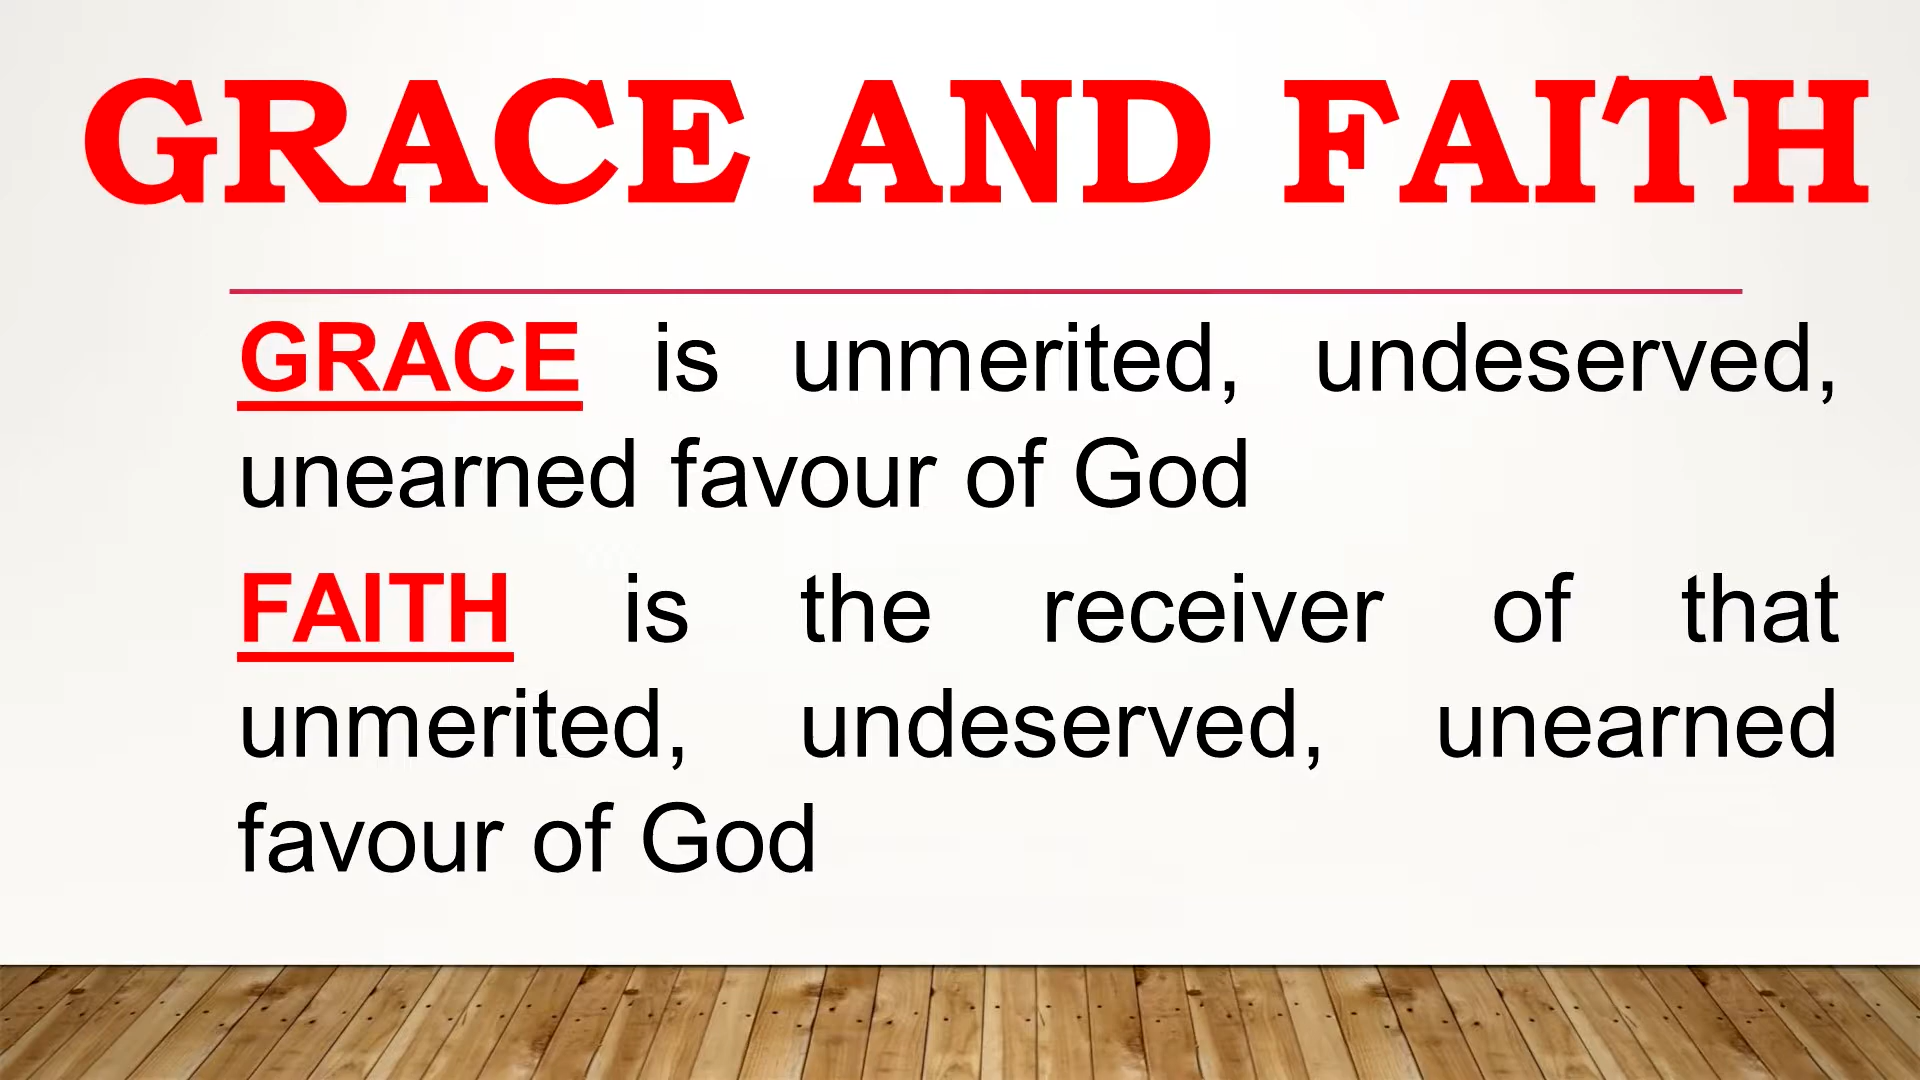 GRACE AND FAITH
GRACE is unmerited, undeserved,
unearned favour of God
FAITH is the receiver of that
unmerited, undeserved, unearned
favour of God